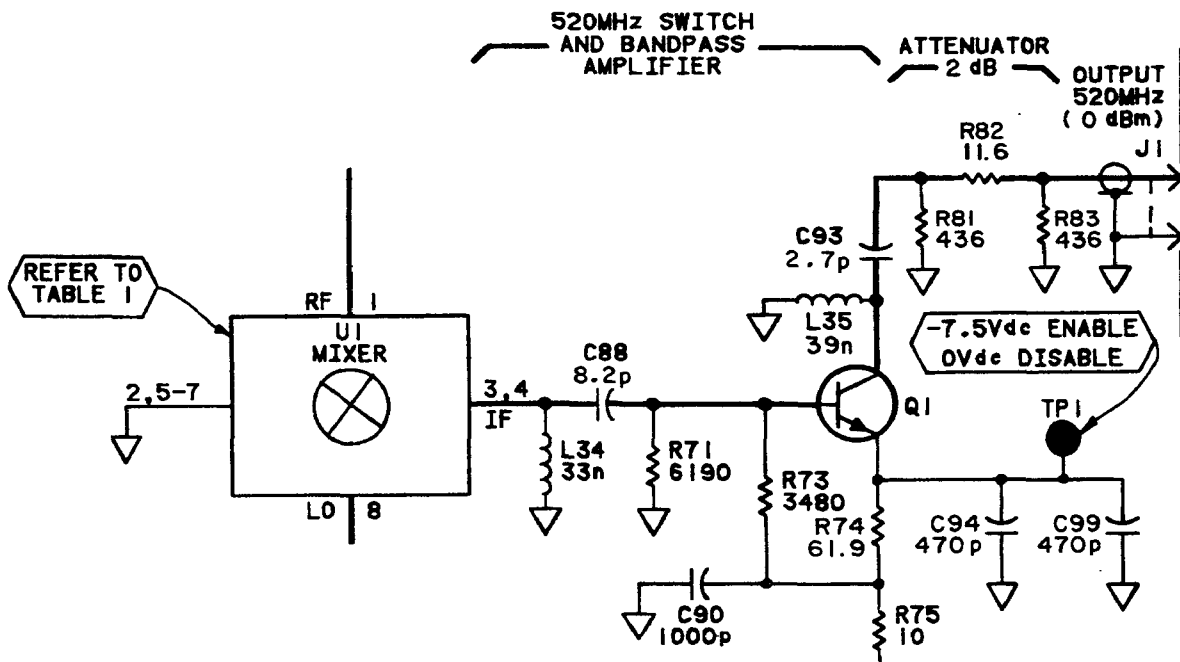 520MHz SWITCH
AND BANDPASS
AMPLIFIER
ATTENUATOR
2 dB
OUTPUT
520MHz
(0 dBm)
J1
R82
11.6
R81
436
R83
436
C93
2.7p
L35
39n
-7.5Vdc ENABLE
0Vdc DISABLE
TP1
REFER TO
TABLE 1
RF 1
U1
MIXER
2,5-7
3,4
IF
LO 8
C88
8.2p
L34
33n
R71
6190
R73
3480
Q1
R74
61.9
C94
470p
C99
470p
C90
1000p
R75
10